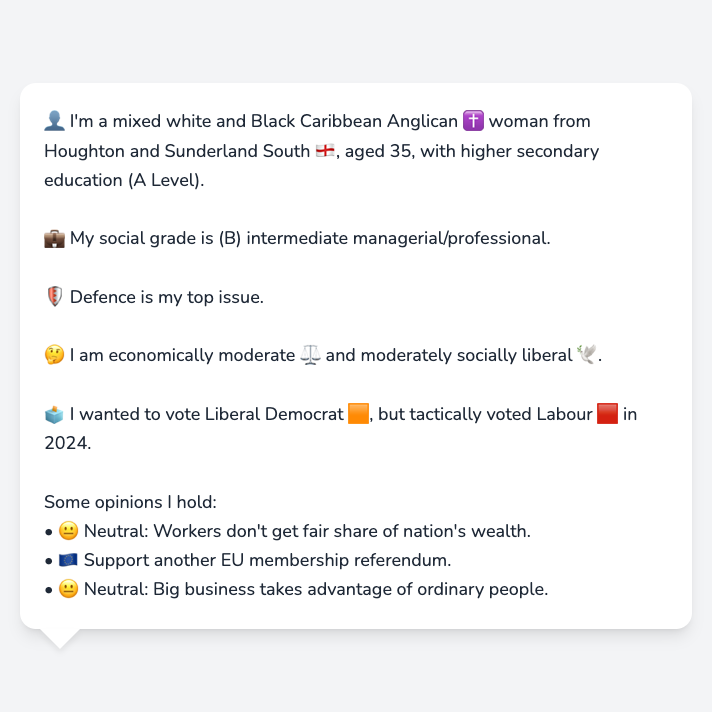 👤 I'm a mixed white and Black Caribbean Anglican ✝️ woman from
Houghton and Sunderland South 🏴󠁧󠁢󠁥󠁮󠁧󠁿, aged 35, with higher secondary
education (A Level).
💼 My social grade is (B) intermediate managerial/professional.
🛡️ Defence is my top issue.
🤔 I am economically moderate ⚖️ and moderately socially liberal 🕊️.
🗳️ I wanted to vote Liberal Democrat 🟧, but tactically voted Labour 🟥 in
2024.
Some opinions I hold:
• 😐 Neutral: Workers don't get fair share of nation's wealth.
• 🇪🇺 Support another EU membership referendum.
• 😐 Neutral: Big business takes advantage of ordinary people.